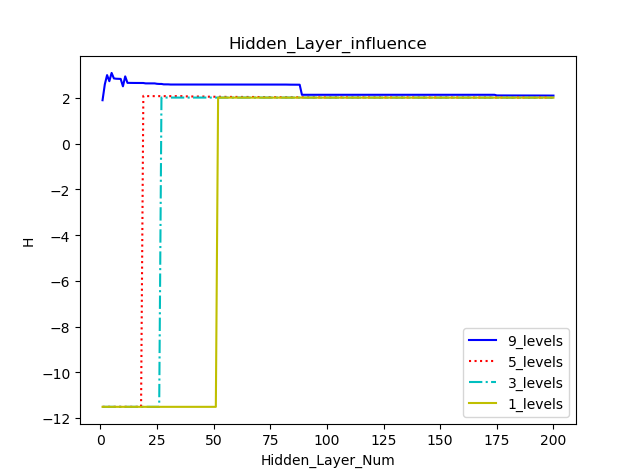 Hidden_Layer_influence
2
0
−2
−4
−6
−8
−10
−12
H
0 25 50 75 100 125 150 175 200
Hidden_Layer_Num
9_levels
5_levels
3_levels
1_levels